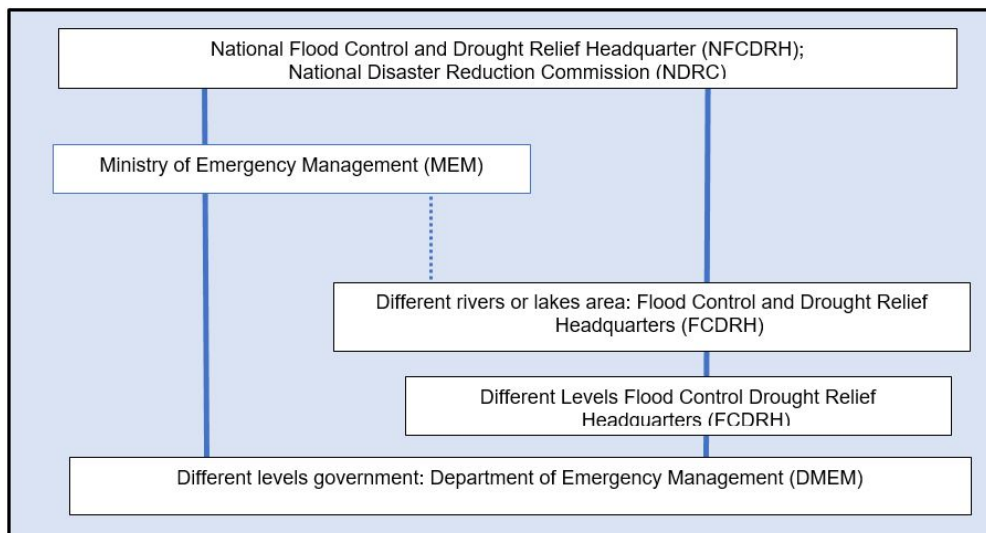 National Flood Control and Drought Relief Headquarter (NFCDRH);
National Disaster Reduction Commission (NDRC)
Ministry of Emergency Management (MEM)
Different rivers or lakes area: Flood Control and Drought Relief
Headquarters (FCDRH)
Different Levels Flood Control Drought Relief
Headquarters (FCDRH)
Different levels government: Department of Emergency Management (DMEM)